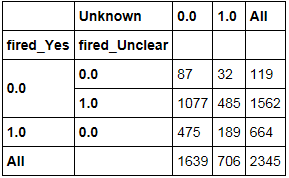 Unknown 0.0 1.0 All
fired_Yes fired_Unclear
0.0 0.0 87 32 119
1.0 1077 485 1562
1.0 0.0 475 189 664
All 1639 706 2345